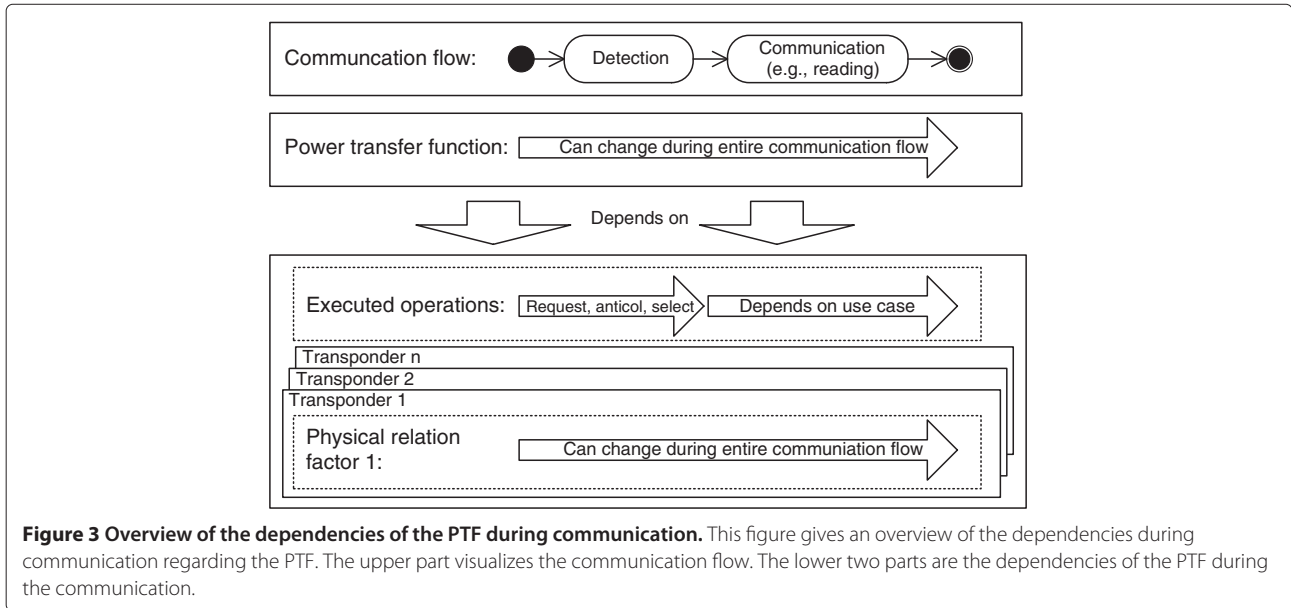 Communcation flow:
Detection
Communication
(e.g., reading)
Power transfer function:
Can change during entire communication flow
Depends on
Executed operations:
Request, anticol, select
Depends on use case
Transponder n
Transponder 2
Transponder 1
Physical relation
factor 1:
Can change during entire communiation flow
Figure 3 Overview of the dependencies of the PTF during communication. This figure gives an overview of the dependencies during
communication regarding the PTF. The upper part visualizes the communication flow. The lower two parts are the dependencies of the PTF during
the communication.